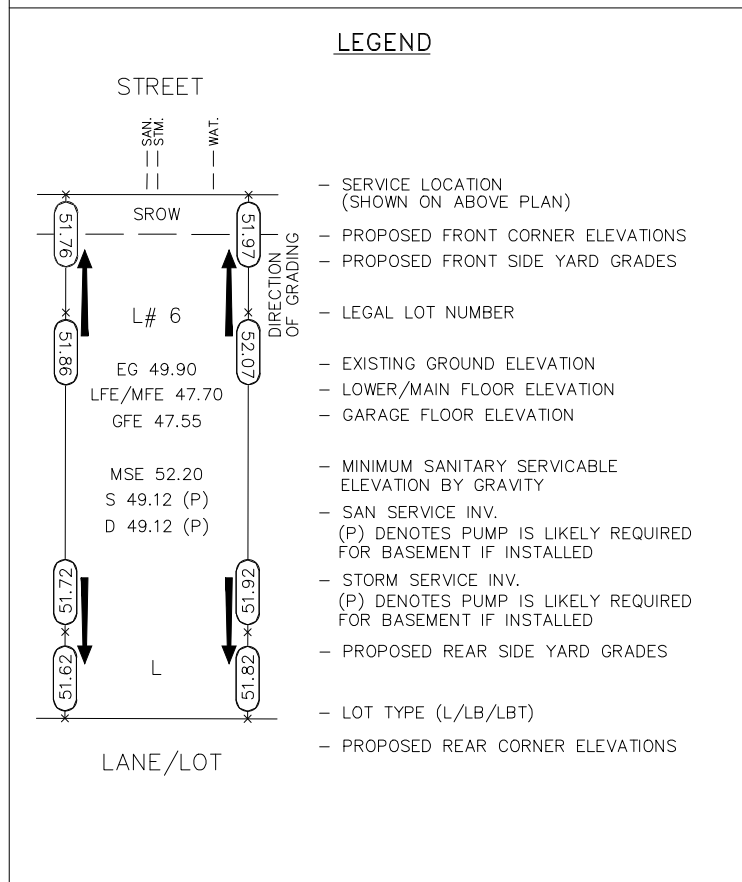 LEGEND
STREET
SAN.
STM.
WAT.
SROW
51.76
51.97
DIRECTION
OF GRADING
L# 6
51.86
52.07
EG 49.90
LFE/MFE 47.70
GFE 47.55
MSE 52.20
S 49.12 (P)
D 49.12 (P)
51.72
51.92
51.62
51.82
L
LANE/LOT
– SERVICE LOCATION
(SHOWN ON ABOVE PLAN)
– PROPOSED FRONT CORNER ELEVATIONS
– PROPOSED FRONT SIDE YARD GRADES
– LEGAL LOT NUMBER
– EXISTING GROUND ELEVATION
– LOWER/MAIN FLOOR ELEVATION
– GARAGE FLOOR ELEVATION
– MINIMUM SANITARY SERVICABLE
ELEVATION BY GRAVITY
– SAN SERVICE INV.
(P) DENOTES PUMP IS LIKELY REQUIRED
FOR BASEMENT IF INSTALLED
– STORM SERVICE INV.
(P) DENOTES PUMP IS LIKELY REQUIRED
FOR BASEMENT IF INSTALLED
– PROPOSED REAR SIDE YARD GRADES
– LOT TYPE (L/LB/LBT)
– PROPOSED REAR CORNER ELEVATIONS